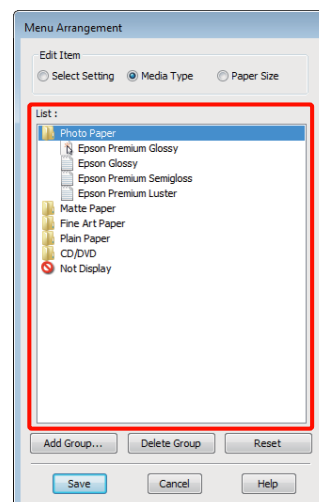 Menu Arrangement
Edit Item
Select Setting Media Type Paper Size
List :
Photo Paper
Epson Premium Glossy
Epson Glossy
Epson Premium Semigloss
Epson Premium Luster
Matte Paper
Fine Art Paper
Plain Paper
CD/DVD
Not Display
Add Group... Delete Group Reset
Save Cancel Help